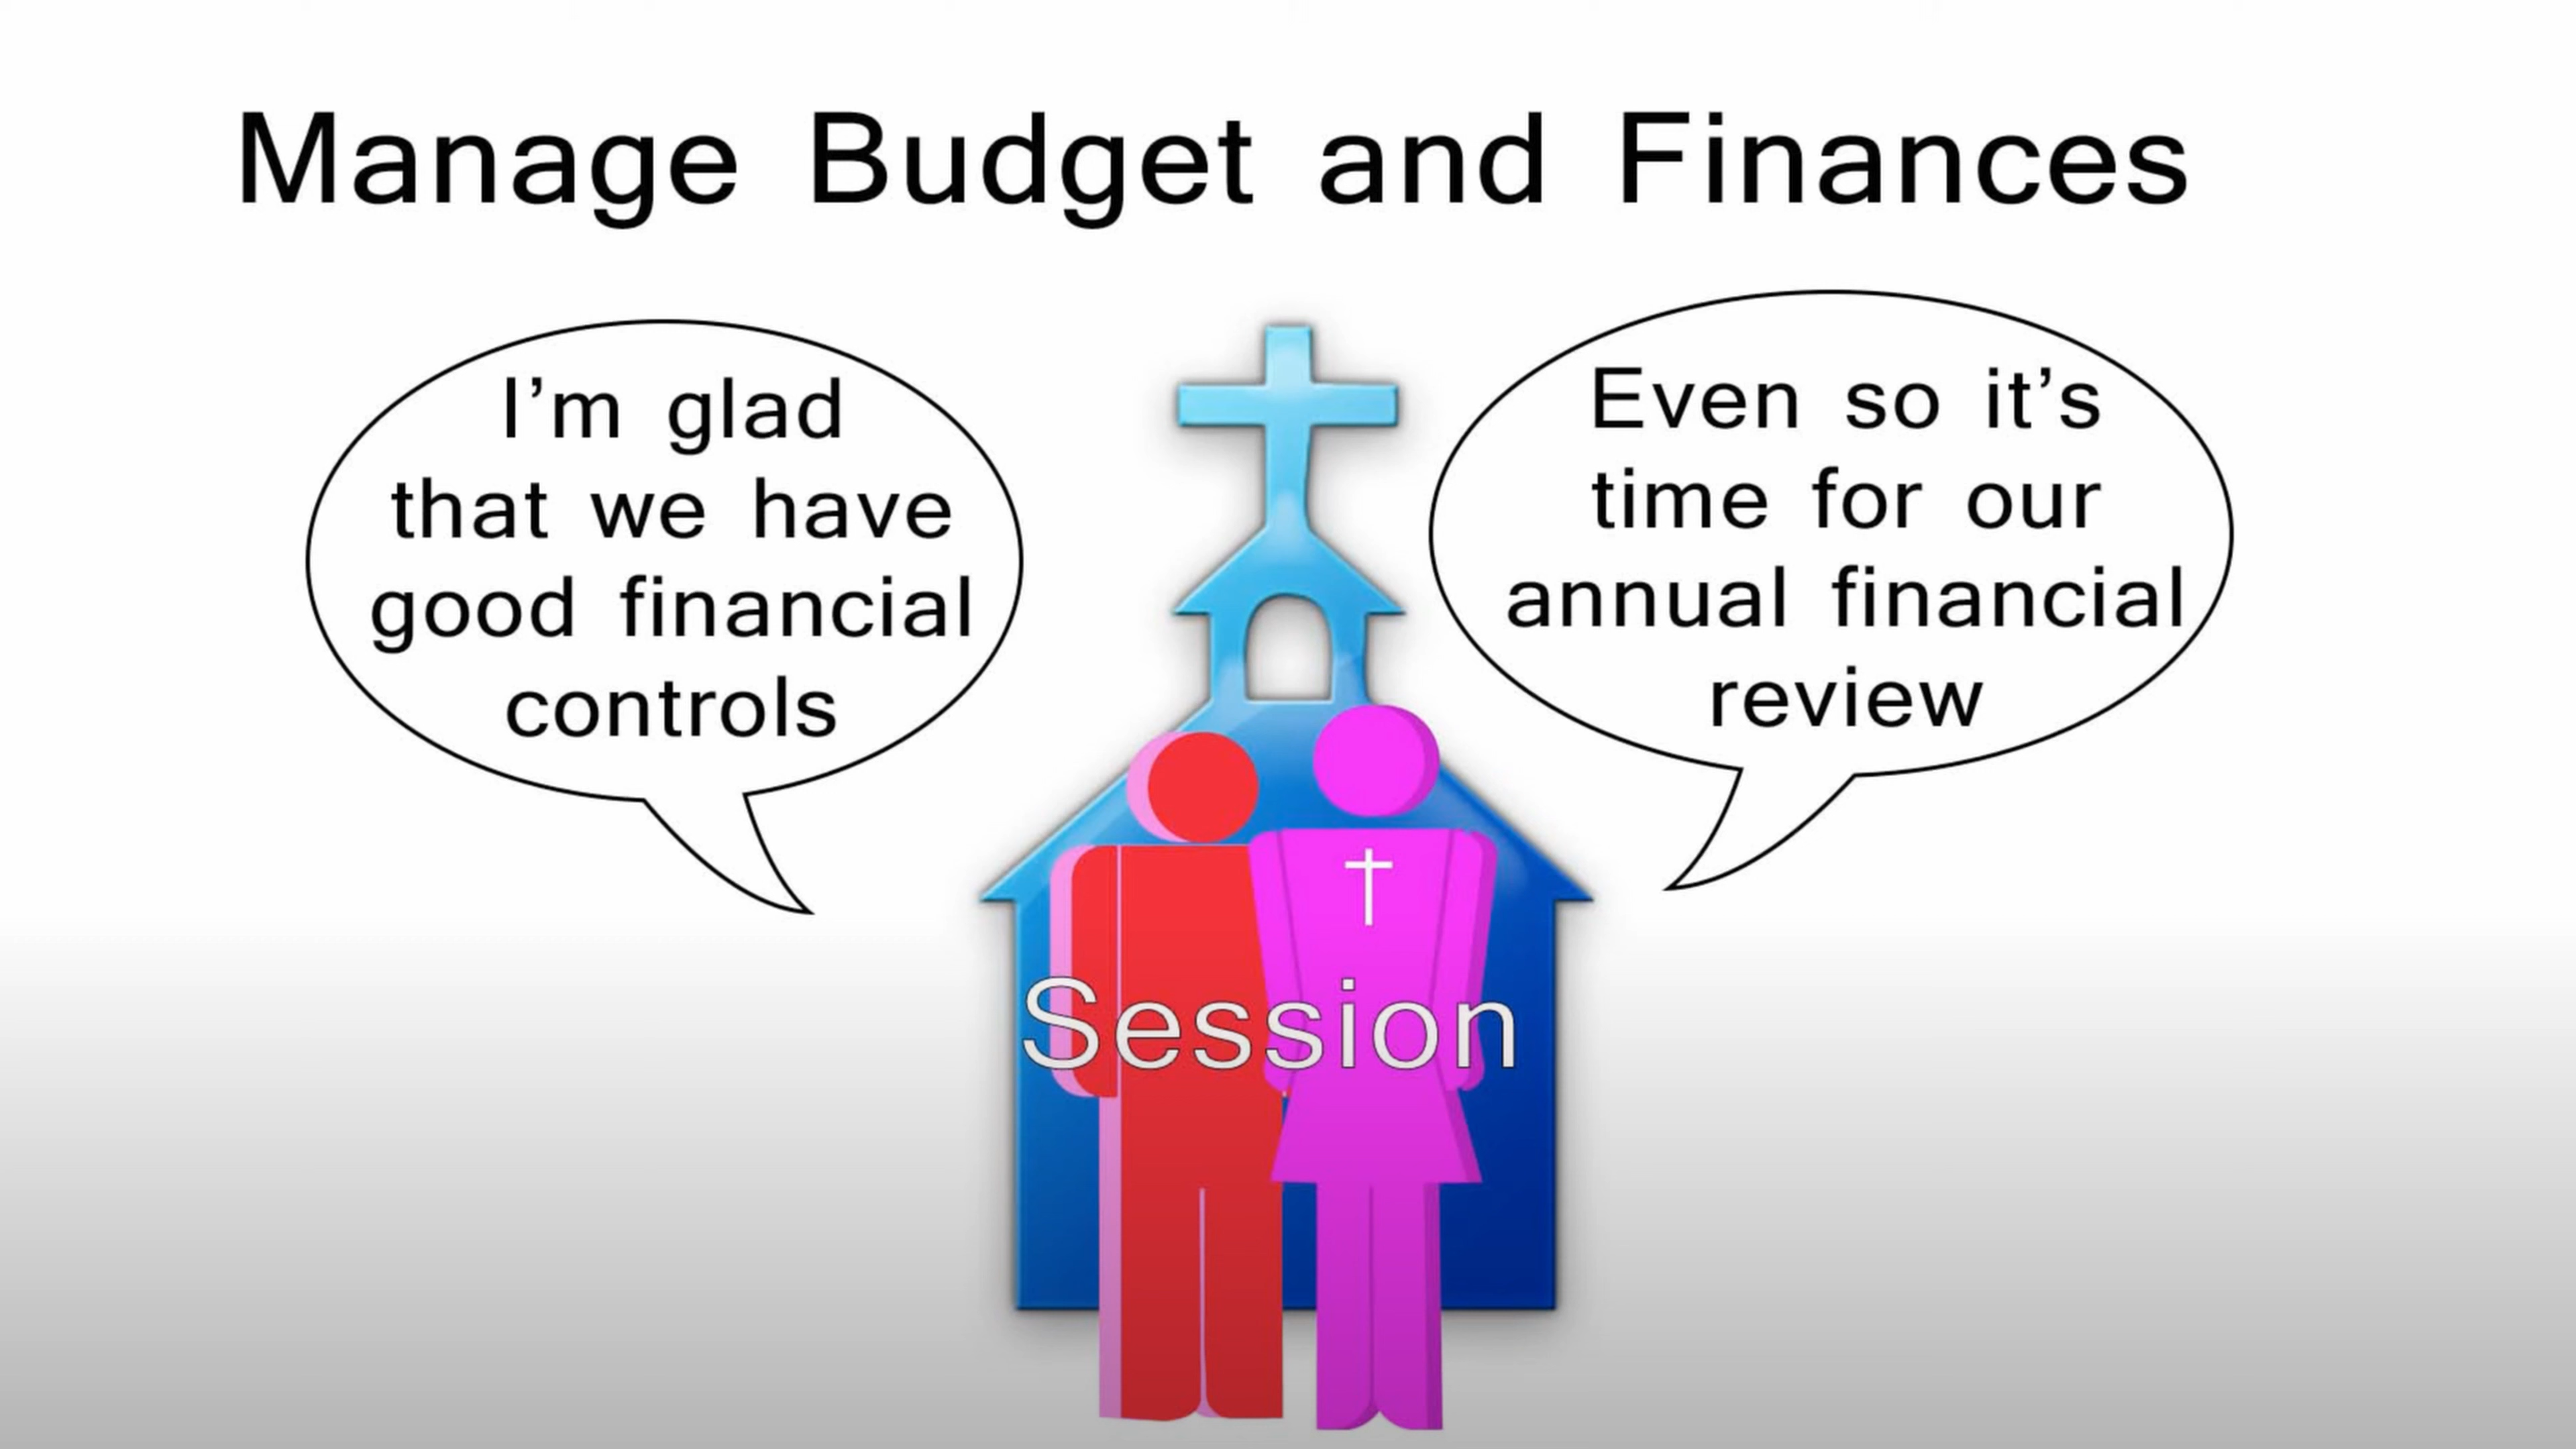 Manage Budget and Finances
I’m glad
that we have
good financial
controls
Even so it’s
time for our
annual financial
review
Session